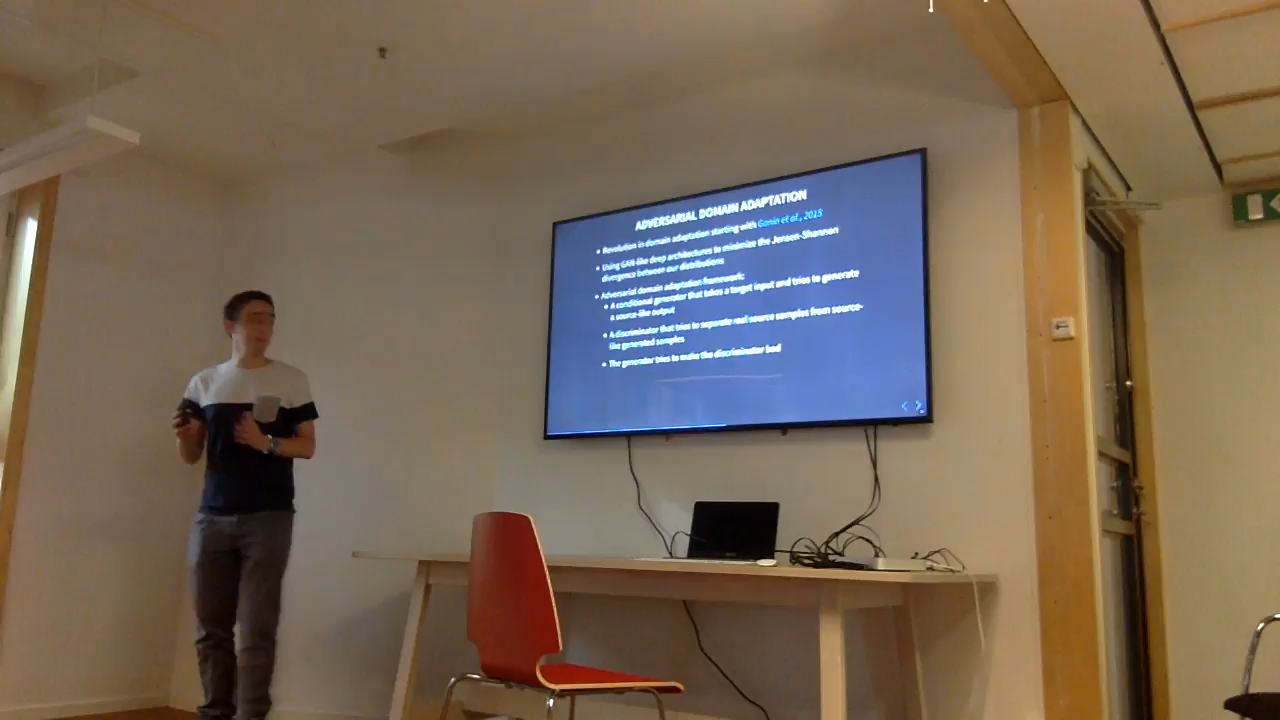 ADVERSARIAL DOMAIN ADAPTATION
Revolution in domain adaptation starting with Ganin et al., 2015
Using GAN-like deep architectures to minimize the Jensen-Shannon
divergence between our distributions
Adversarial domain adaptation framework:
A conditional generator that takes a target input and tries to generate
a source-like output
A discriminator that tries to separate real source samples from source-
like generated samples
The generator tries to make the discriminator bad